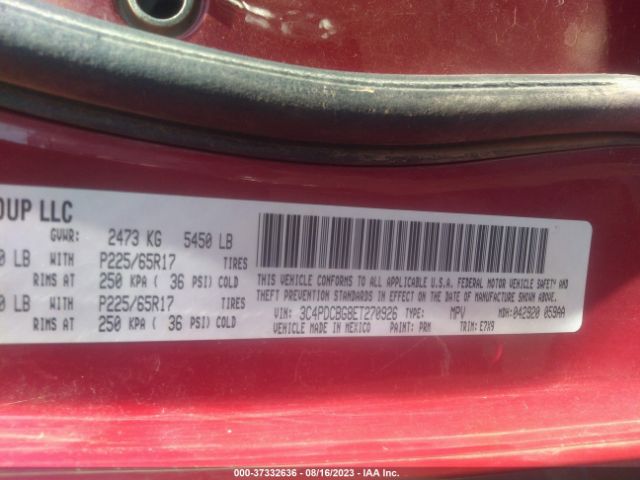 OUP LLC
GVWR: 2473 KG 5450 LB
LB WITH P225/65R17 TIRES
RIMS AT 250 KPA ( 36 PSI) COLD
LB WITH P225/65R17 TIRES
RIMS AT 250 KPA ( 36 PSI) COLD
THIS VEHICLE CONFORMS TO ALL APPLICABLE U.S.A. FEDERAL MOTOR VEHICLE SAFETY AND
THEFT PREVENTION STANDARDS IN EFFECT ON THE DATE OF MANUFACTURE SHOWN ABOVE.
VIN: 3C4PDCBG8ET270926 TYPE: MPV MDH: 042920 059AA
VEHICLE MADE IN MEXICO PAINT: PRM TRIM: E7X9
000-37332636 - 08/16/2023 - IAA Inc.